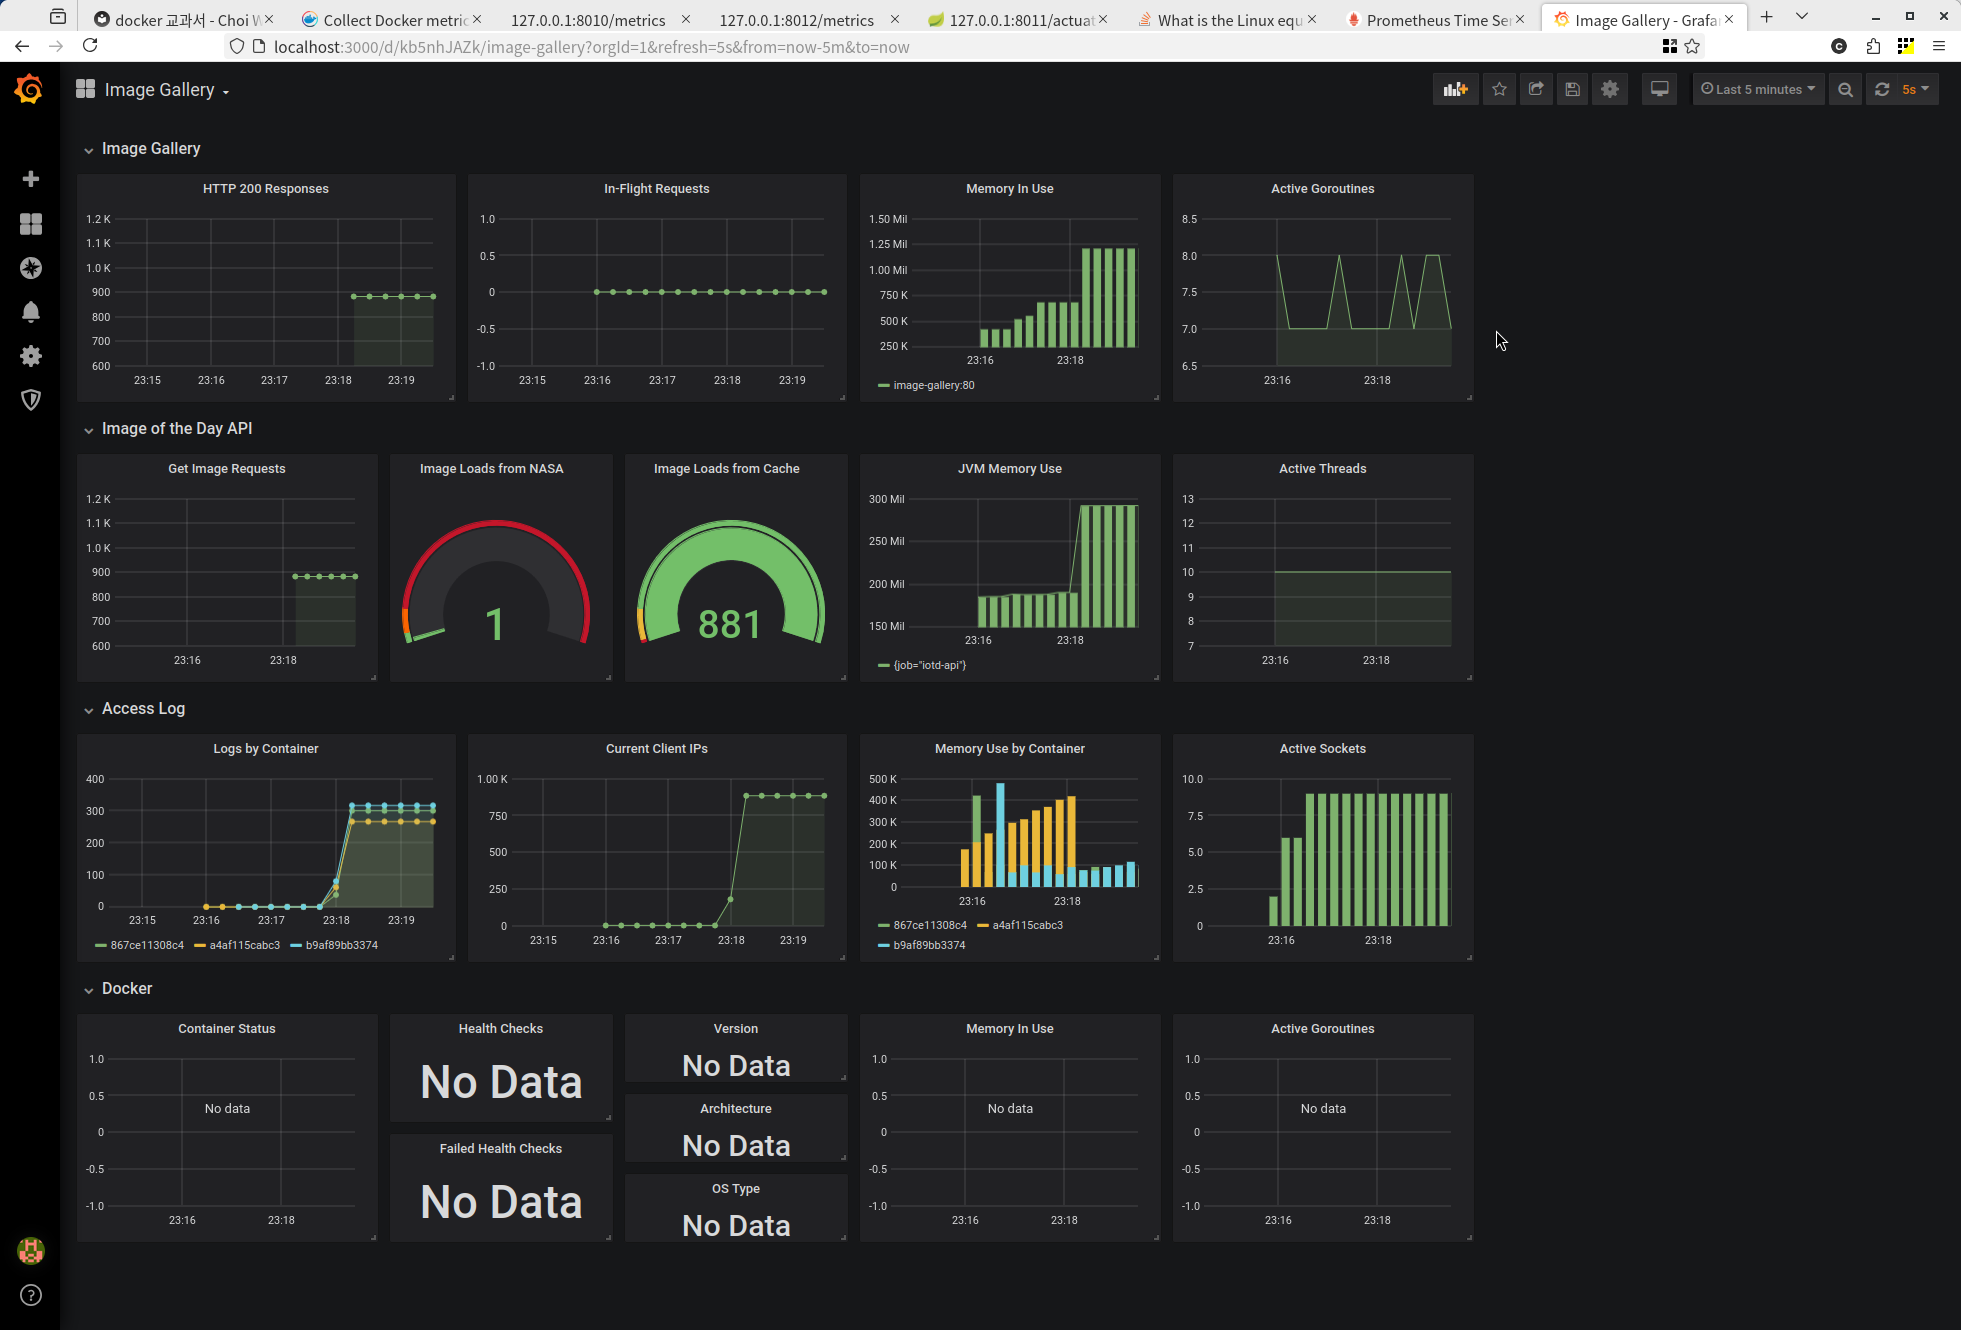 docker 교과서 - Choi W
Collect Docker metric
127.0.0.1:8010/metrics
127.0.0.1:8012/metrics
127.0.0.1:8011/actuat
What is the Linux equ
Prometheus Time Ser
Image Gallery - Grafa
localhost:3000/d/kb5nhJAZk/image-gallery?orgId=1&refresh=5s&from=now-5m&to=now
Image Gallery
Last 5 minutes
5s
Image Gallery
HTTP 200 Responses
1.2 K
1.1 K
1.0 K
900
800
700
600
23:15 23:16 23:17 23:18 23:19
In-Flight Requests
1.0
0.5
0
-0.5
-1.0
23:15 23:16 23:17 23:18 23:19
Memory In Use
1.50 Mil
1.25 Mil
1.00 Mil
750 K
500 K
250 K
23:16 23:18
image-gallery:80
Active Goroutines
8.5
8.0
7.5
7.0
6.5
23:16 23:18
Image of the Day API
Get Image Requests
1.2 K
1.1 K
1.0 K
900
800
700
600
23:16 23:18
Image Loads from NASA
1
Image Loads from Cache
881
JVM Memory Use
300 Mil
250 Mil
200 Mil
150 Mil
23:16 23:18
{job="iotd-api"}
Active Threads
13
12
11
10
9
8
7
23:16 23:18
Access Log
Logs by Container
400
300
200
100
0
23:15 23:16 23:17 23:18 23:19
867ce11308c4 a4af115cabc3 b9af89bb3374
Current Client IPs
1.00 K
750
500
250
0
23:15 23:16 23:17 23:18 23:19
Memory Use by Container
500 K
400 K
300 K
200 K
100 K
0
23:16 23:18
867ce11308c4 a4af115cabc3
b9af89bb3374
Active Sockets
10.0
7.5
5.0
2.5
0
23:16 23:18
Docker
Container Status
1.0
0.5
0
-0.5
-1.0
No data
23:16 23:18
Health Checks
No Data
Failed Health Checks
No Data
Version
No Data
Architecture
No Data
OS Type
No Data
Memory In Use
1.0
0.5
0
-0.5
-1.0
No data
23:16 23:18
Active Goroutines
1.0
0.5
0
-0.5
-1.0
No data
23:16 23:18